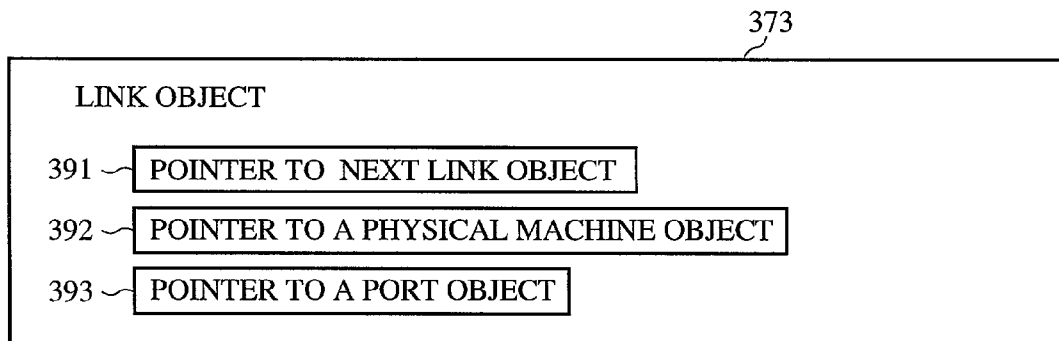 373
LINK OBJECT
391 POINTER TO NEXT LINK OBJECT
392 POINTER TO A PHYSICAL MACHINE OBJECT
393 POINTER TO A PORT OBJECT